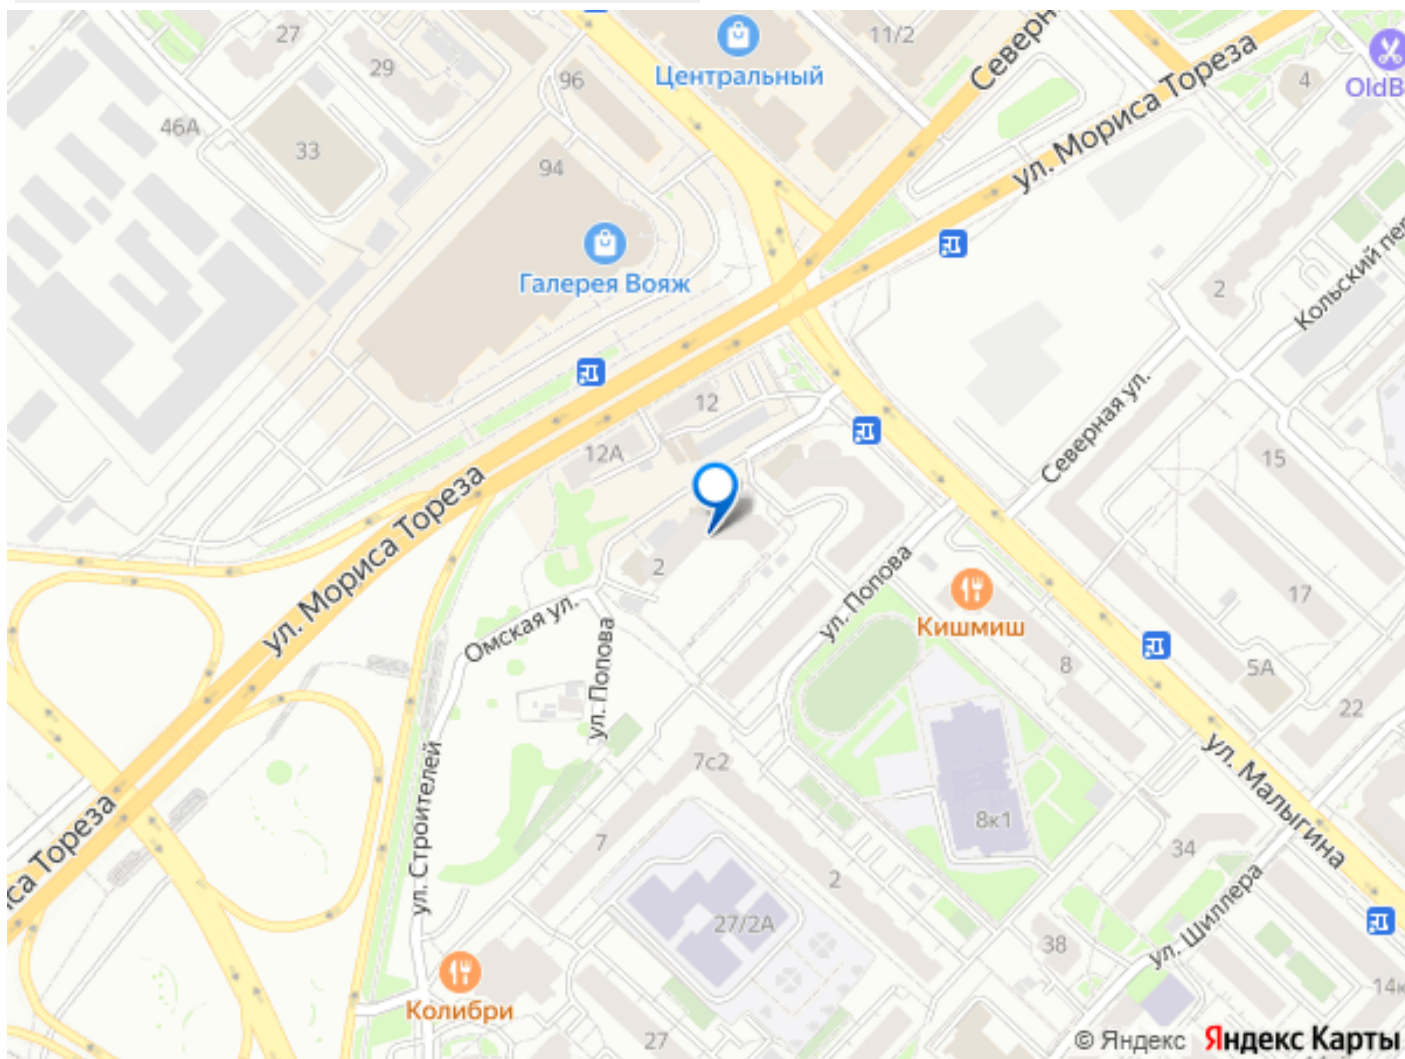 27
11/2
Северн
Центральный
29
96
4
OldB
46А
33
94
ул. Мориса Тореза
Галерея Вояж
2
Кольский пер
12
12А
Северная ул.
15
ул. Мориса Тореза
2
ул. Попова
17
Омская ул.
Кишмиш
ул. Попова
8
5А
22
7с2
ул. Малыгина
ул. Строителей
7
8к1
34
са Тореза
2
27/2А
38
ул. Шиллера
Колибри
27
14к
© Яндекс Яндекс Карты